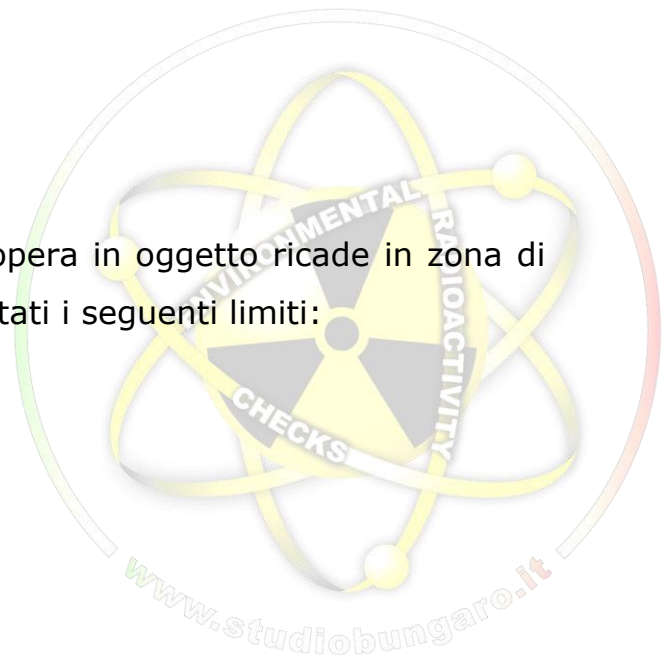 opera in oggetto ricade in zona di
tati i seguenti limiti:
ENVIRONMENTAL RADIOACTIVITY
CHECKS
www.studiobungaro.it